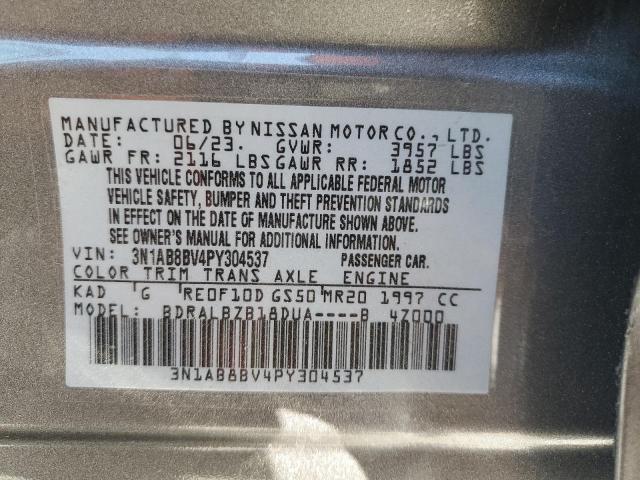 MANUFACTURED BY NISSAN MOTOR CO., LTD.
DATE: 06/23. GVWR: 3957 LBS
GAWR FR: 2116 LBS GAWR RR: 1852 LBS
THIS VEHICLE CONFORMS TO ALL APPLICABLE FEDERAL MOTOR
VEHICLE SAFETY, BUMPER AND THEFT PREVENTION STANDARDS
IN EFFECT ON THE DATE OF MANUFACTURE SHOWN ABOVE.
SEE OWNER'S MANUAL FOR ADDITIONAL INFORMATION.
VIN: 3N1AB8BV4PY304537 PASSENGER CAR.
COLOR TRIM TRANS AXLE ENGINE
KAD G RE0F10D GS50 MR20 1997 CC
MODEL: BDRALBZB18DUA----B 4Z000
3N1AB8BV4PY304537